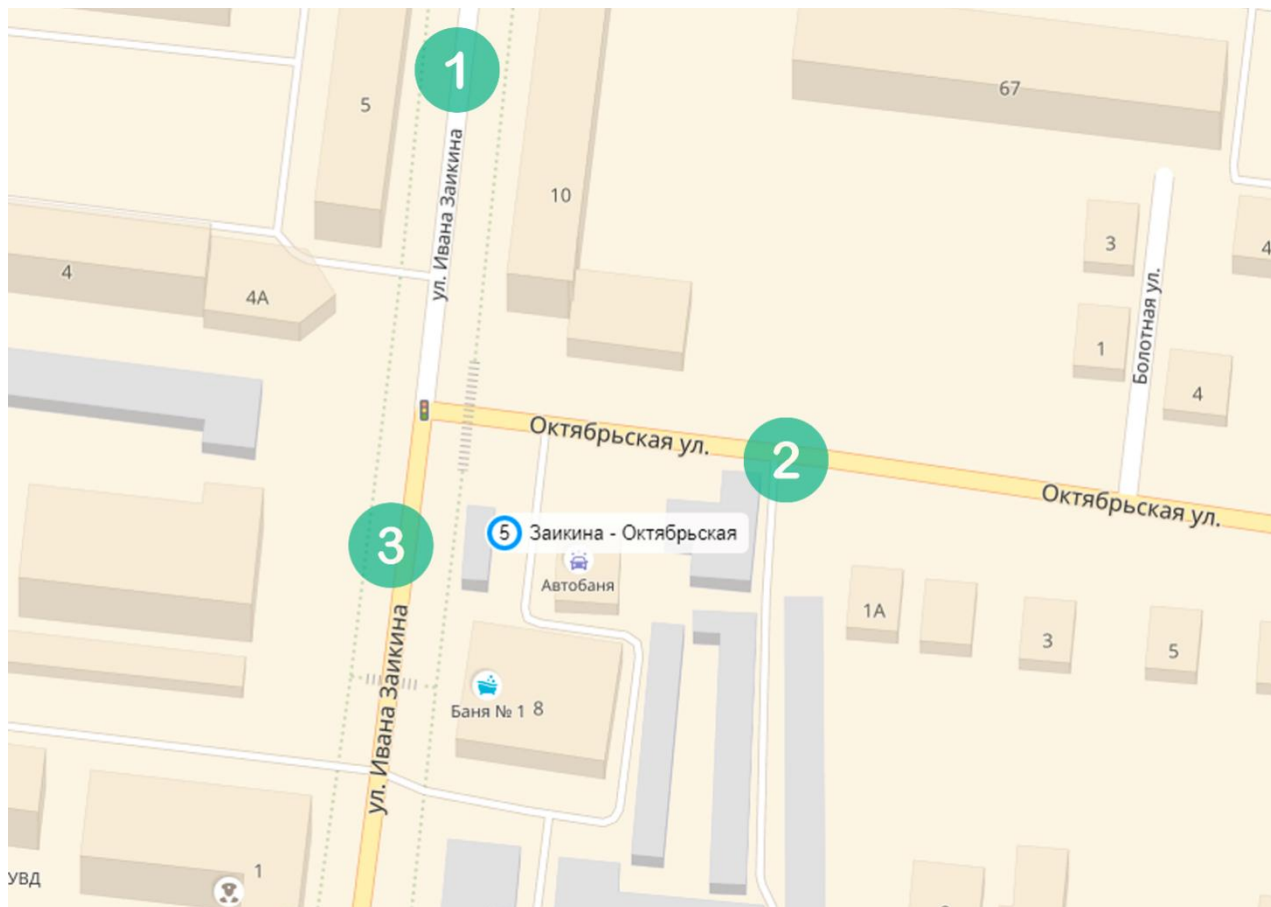 1
5
67
10
ул. Ивана Заикина
3
4
4
4А
1
Болотная ул.
4
Октябрьская ул.
2
Октябрьская ул.
3
5 Заикина - Октябрьская
Автобаня
1А
3
5
ул. Ивана Заикина
Баня № 1 8
УВД
1